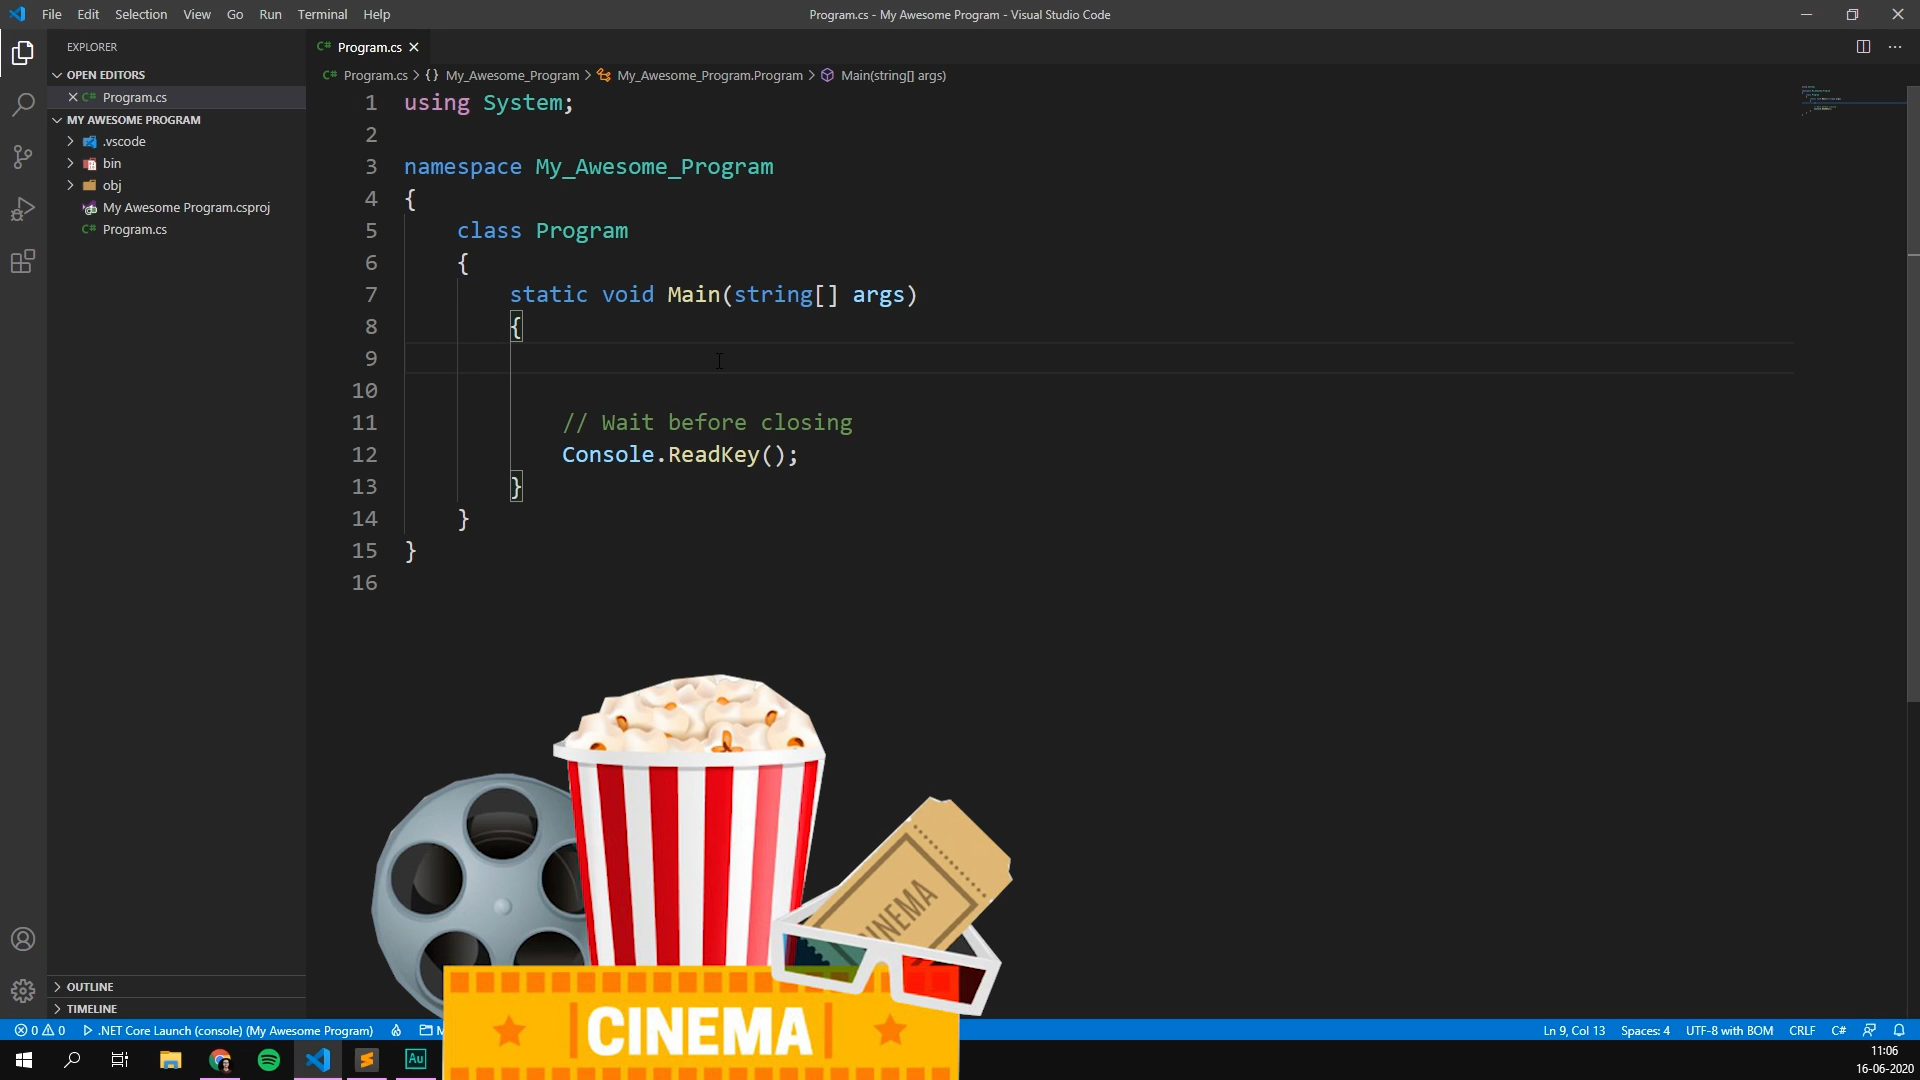 File Edit Selection View Go Run Terminal Help
Program.cs - My Awesome Program - Visual Studio Code
EXPLORER
OPEN EDITORS
C# Program.cs
MY AWESOME PROGRAM
.vscode
bin
obj
My Awesome Program.csproj
C# Program.cs
OUTLINE
TIMELINE
C# Program.cs
C# Program.cs > {} My_Awesome_Program > My_Awesome_Program.Program > Main(string[] args)
1 using System;
2
3 namespace My_Awesome_Program
4 {
5 class Program
6 {
7 static void Main(string[] args)
8 {
9
10
11 // Wait before closing
12 Console.ReadKey();
13 }
14 }
15 }
16
CINEMA
CINEMA
0 0 .NET Core Launch (console) (My Awesome Program)
Ln 9, Col 13 Spaces: 4 UTF-8 with BOM CRLF C#
Au
11:06
16-06-2020